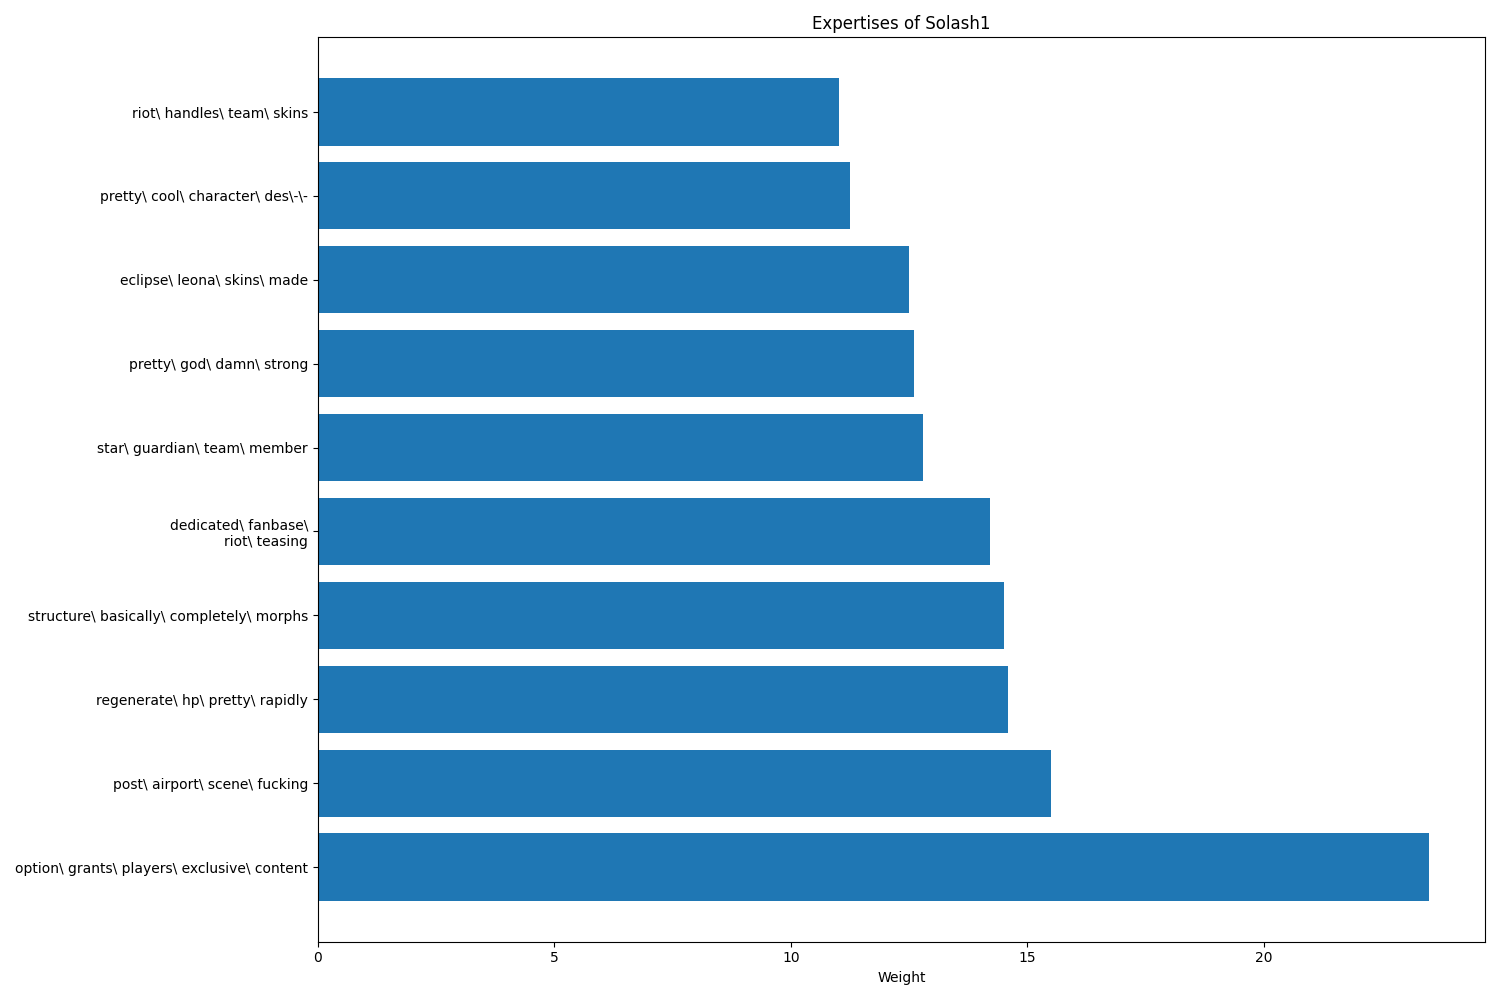 Expertises of Solash1
riot\ handles\ team\ skins
pretty\ cool\ character\ des\-\-
eclipse\ leona\ skins\ made
pretty\ god\ damn\ strong
star\ guardian\ team\ member
dedicated\ fanbase\
riot\ teasing
structure\ basically\ completely\ morphs
regenerate\ hp\ pretty\ rapidly
post\ airport\ scene\ fucking
option\ grants\ players\ exclusive\ content
0 5 10 15 20
Weight